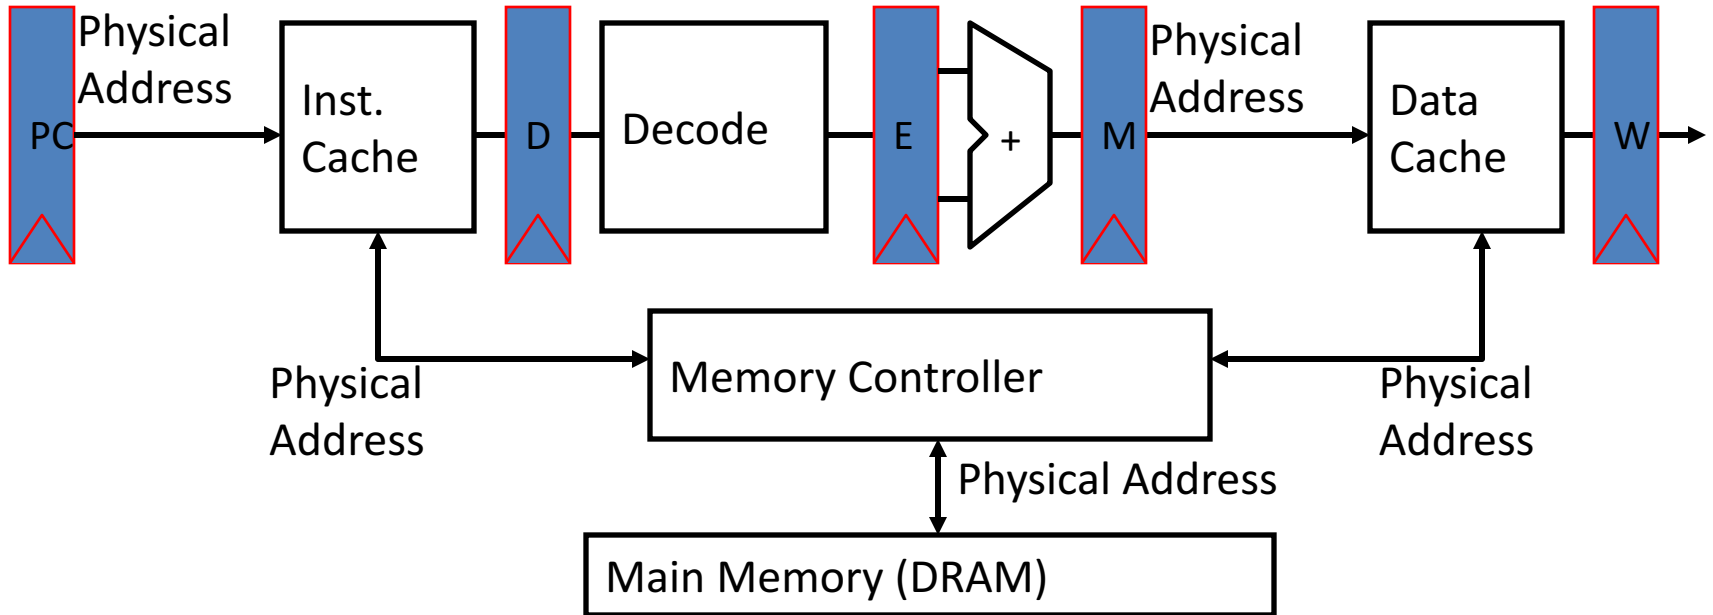 Physical
Address
PC
Inst.
Cache
D
Decode
E
+
M
Physical
Address
Data
Cache
W
Physical
Address
Memory Controller
Physical
Address
Physical Address
Main Memory (DRAM)